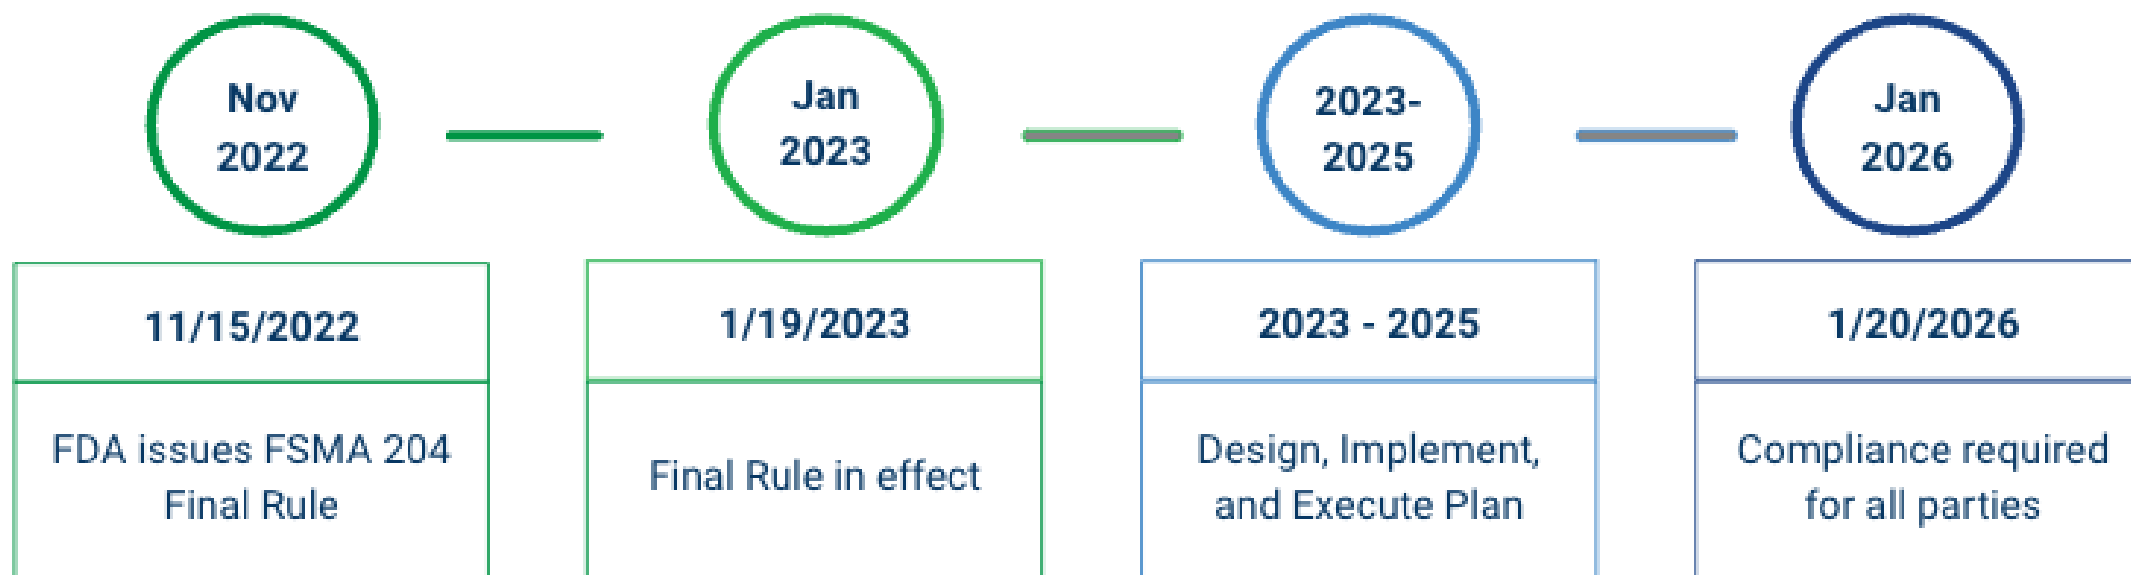 Nov
2022
Jan
2023
2023-
2025
Jan
2026
11/15/2022
1/19/2023
2023 - 2025
1/20/2026
FDA issues FSMA 204
Final Rule
Final Rule in effect
Design, Implement,
and Execute Plan
Compliance required
for all parties